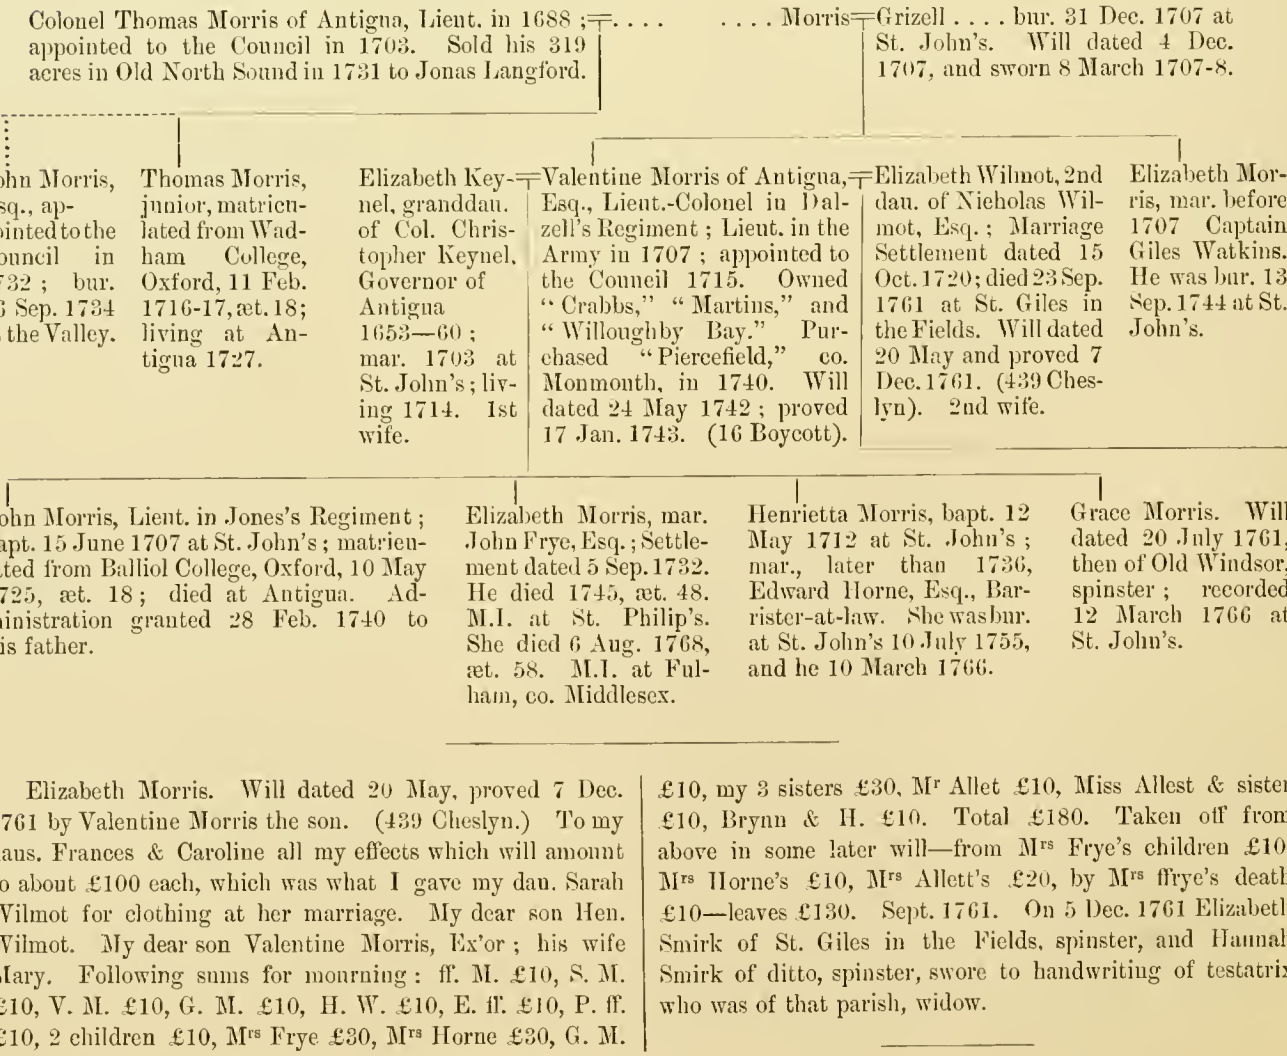 Colonel Thomas Morris of Antigua, Lieut. in 1688 ;
appointed to the Council in 1703. Sold his 319
acres in Old North Sound in 1731 to Jonas Langford.
. . . .
. . . . Morris
Grizell . . . . bur. 31 Dec. 1707 at
St. John's. Will dated 4 Dec.
1707, and sworn 8 March 1707-8.
ohn Morris,
sq., ap-
ointed to the
ouncil in
732 ; bur.
Sep. 1734
the Valley.
Thomas Morris,
junior, matricu-
lated from Wad-
ham College,
Oxford, 11 Feb.
1716-17, æt. 18;
living at An-
tigua 1727.
Elizabeth Key-
nel, granddau.
of Col. Chris-
topher Keynel,
Governor of
Antigua
1653—60 ;
mar. 1703 at
St. John's ; liv-
ing 1714. 1st
wife.
Valentine Morris of Antigua,
Esq., Lieut.-Colonel in Dal-
zell's Regiment ; Lieut. in the
Army in 1707 ; appointed to
the Council 1715. Owned
"Crabbs," "Martins," and
"Willoughby Bay." Pur-
chased "Piercefield," co.
Monmouth, in 1740. Will
dated 24 May 1742 ; proved
17 Jan. 1743. (16 Boycott).
Elizabeth Wilmot, 2nd
dau. of Nicholas Wil-
mot, Esq. ; Marriage
Settlement dated 15
Oct. 1720; died 23 Sep.
1761 at St. Giles in
the Fields. Will dated
20 May and proved 7
Dec. 1761. (439 Ches-
lyn). 2nd wife.
Elizabeth Mor-
ris, mar. before
1707 Captain
Giles Watkins.
He was bur. 13
Sep. 1744 at St.
John's.
ohn Morris, Lieut. in Jones's Regiment ;
apt. 15 June 1707 at St. John's ; matricu-
ted from Balliol College, Oxford, 10 May
725, æt. 18 ; died at Antigua. Ad-
inistration granted 28 Feb. 1740 to
is father.
Elizabeth Morris, mar.
John Frye, Esq. ; Settle-
ment dated 5 Sep. 1732.
He died 1745, æt. 48.
M.I. at St. Philip's.
She died 6 Aug. 1768,
æt. 58. M.I. at Ful-
ham, co. Middlesex.
Henrietta Morris, bapt. 12
May 1712 at St. John's ;
mar., later than 1736,
Edward Horne, Esq., Bar-
rister-at-law. She was bur.
at St. John's 10 July 1755,
and he 10 March 1766.
Grace Morris. Will
dated 20 July 1761,
then of Old Windsor,
spinster ; recorded
12 March 1766 at
St. John's.
Elizabeth Morris. Will dated 20 May, proved 7 Dec.
761 by Valentine Morris the son. (439 Cheslyn.) To my
aus. Frances & Caroline all my effects which will amount
o about £100 each, which was what I gave my dau. Sarah
Wilmot for clothing at her marriage. My dear son Hen.
Wilmot. My dear son Valentine Morris, Ex'or ; his wife
Mary. Following sums for mourning : ff. M. £10, S. M.
£10, V. M. £10, G. M. £10, H. W. £10, E. ff. £10, P. ff.
£10, 2 children £10, Mrs Frye £30, Mrs Horne £30, G. M.
£10, my 3 sisters £30, Mr Allet £10, Miss Allest & sister
£10, Brynn & H. £10. Total £180. Taken off from
above in some later will—from Mrs Frye's children £10
Mrs Horne's £10, Mrs Allett's £20, by Mrs ffrye's death
£10—leaves £130. Sept. 1761. On 5 Dec. 1761 Elizabeth
Smirk of St. Giles in the Fields, spinster, and Hannah
Smirk of ditto, spinster, swore to handwriting of testatrix
who was of that parish, widow.